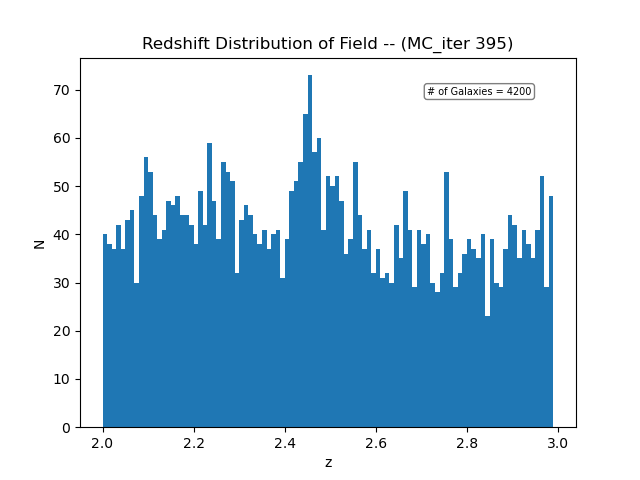 Redshift Distribution of Field -- (MC_iter 395)
# of Galaxies = 4200
70
60
50
40
30
20
10
0
N
2.0 2.2 2.4 2.6 2.8 3.0
z